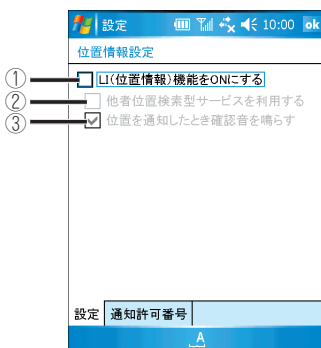 設定 10:00 ok
位置情報設定
① LI(位置情報)機能をONにする
② 他者位置検索型サービスを利用する
③ 位置を通知したとき確認音を鳴らす
設定 通知許可番号
A